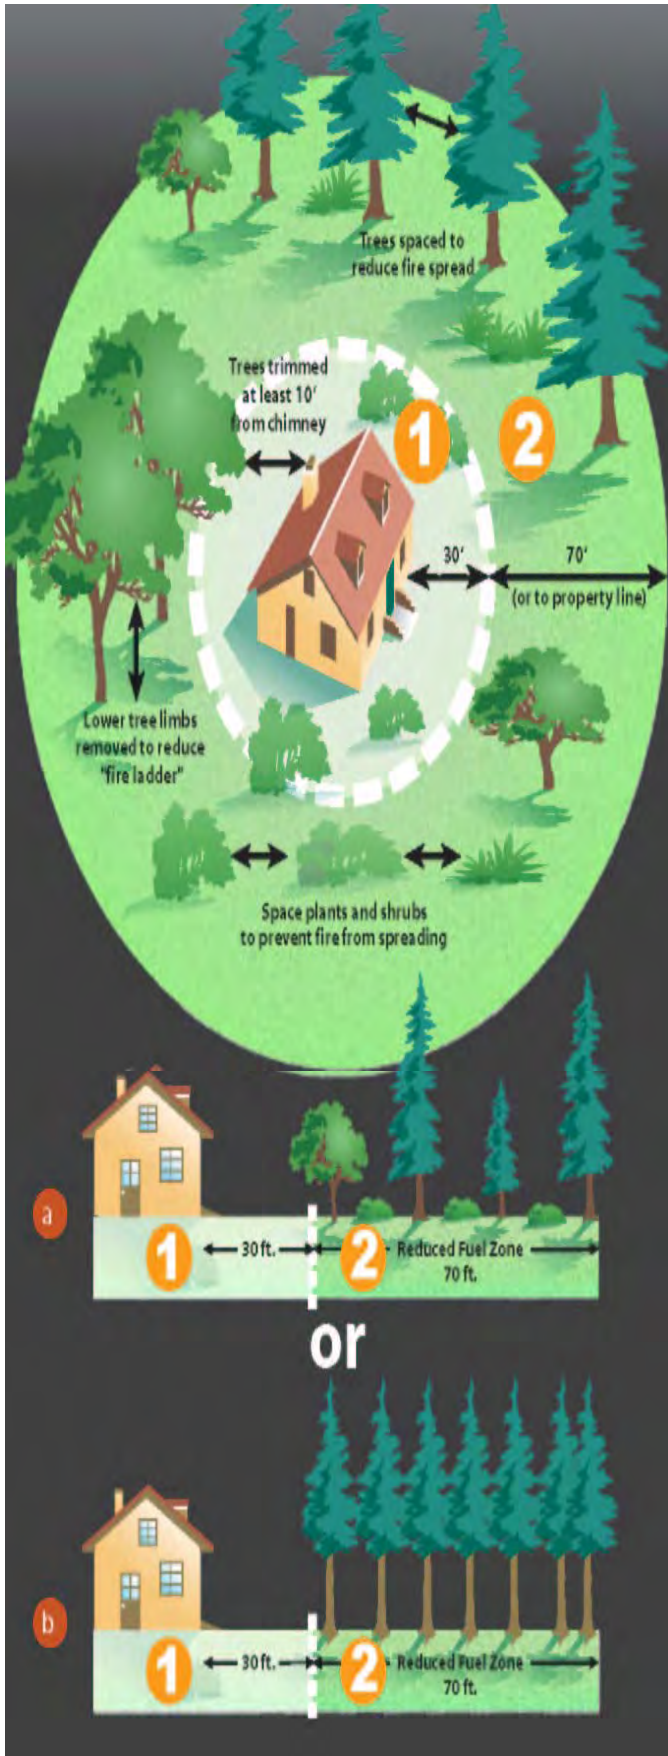 Trees spaced to
reduce fire spread
Trees trimmed
at least 10'
from chimney
1
2
30'
70'
(or to property line)
Lower tree limbs
removed to reduce
"fire ladder"
Space plants and shrubs
to prevent fire from spreading
a
1
30 ft.
2
Reduced Fuel Zone
70 ft.
or
b
1
30 ft.
2
Reduced Fuel Zone
70 ft.